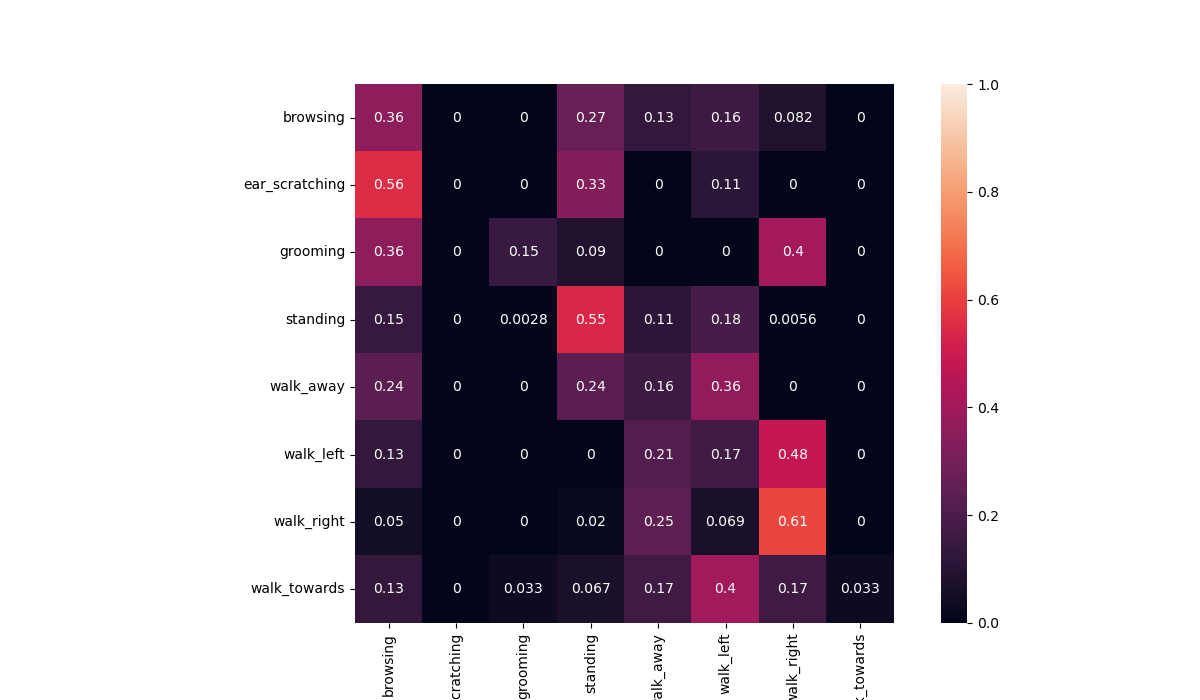 browsing 0.36 0 0 0.27 0.13 0.16 0.082 0
ear_scratching 0.56 0 0 0.33 0 0.11 0 0
grooming 0.36 0 0.15 0.09 0 0 0.4 0
standing 0.15 0 0.0028 0.55 0.11 0.18 0.0056 0
walk_away 0.24 0 0 0.24 0.16 0.36 0 0
walk_left 0.13 0 0 0 0.21 0.17 0.48 0
walk_right 0.05 0 0 0.02 0.25 0.069 0.61 0
walk_towards 0.13 0 0.033 0.067 0.17 0.4 0.17 0.033
browsing
cratching
grooming
standing
alk_away
walk_left
walk_right
k_towards
1.0
0.8
0.6
0.4
0.2
0.0